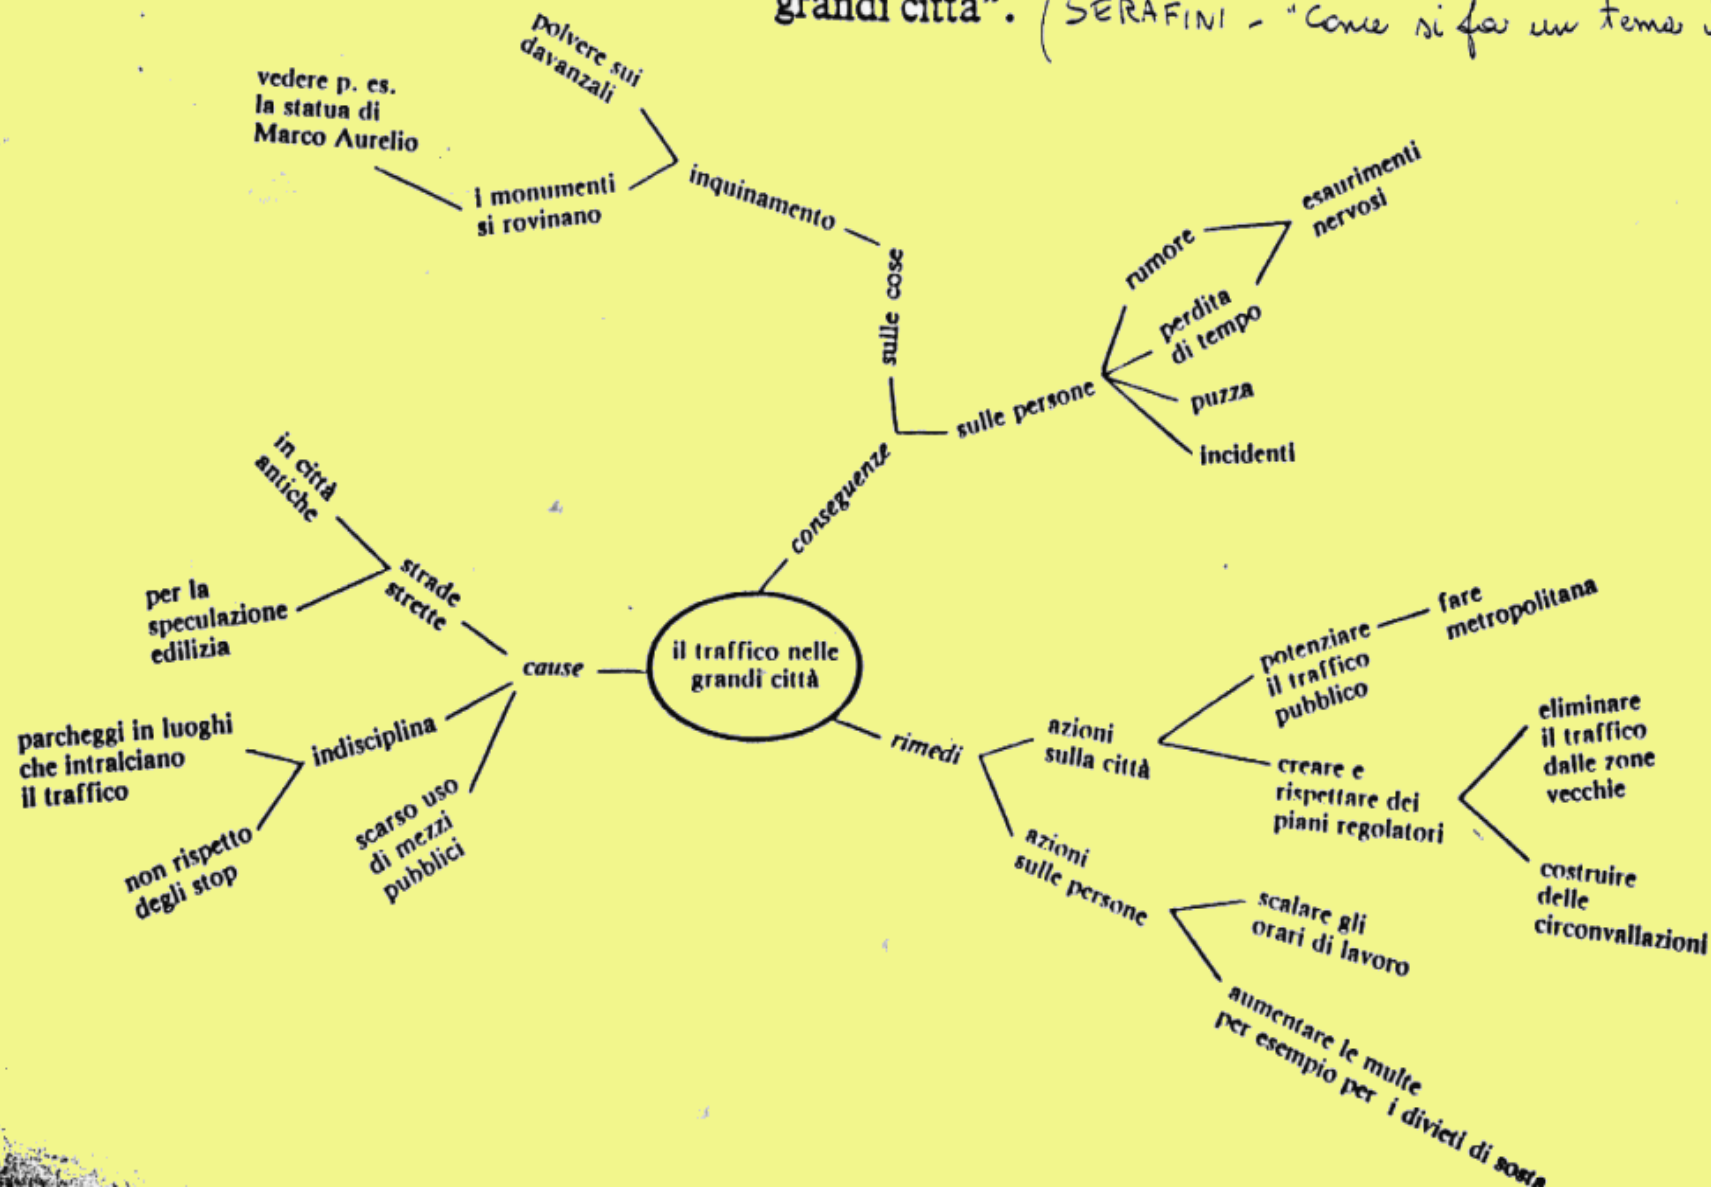 grandi città". (SERAFINI - "Come si fa un tema
polvere sui
davanzali
vedere p. es.
la statua di
Marco Aurelio
i monumenti
si rovinano
inquinamento
sulle cose
esaurimenti
nervosi
rumore
perdita
di tempo
puzza
incidenti
sulle persone
conseguenze
in città
antiche
per la
speculazione
edilizia
strade
strette
cause
il traffico nelle
grandi città
parcheggi in luoghi
che intralciano
il traffico
indisciplina
non rispetto
degli stop
scarso uso
di mezzi
pubblici
rimedi
azioni
sulla città
potenziare
il traffico
pubblico
fare
metropolitana
creare e
rispettare dei
piani regolatori
eliminare
il traffico
dalle zone
vecchie
costruire
delle
circonvallazioni
azioni
sulle persone
scalare gli
orari di lavoro
aumentare le multe
per esempio per i divieti di sosta